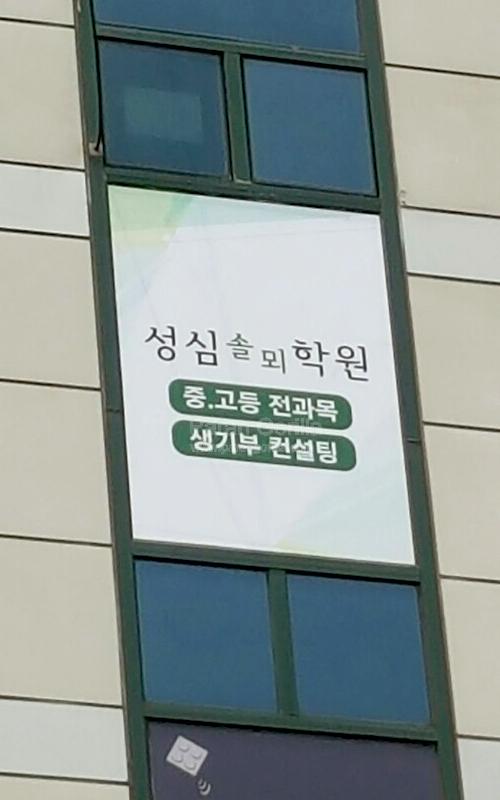 성심솔뫼학원
중.고등 전과목
생기부 컨설팅